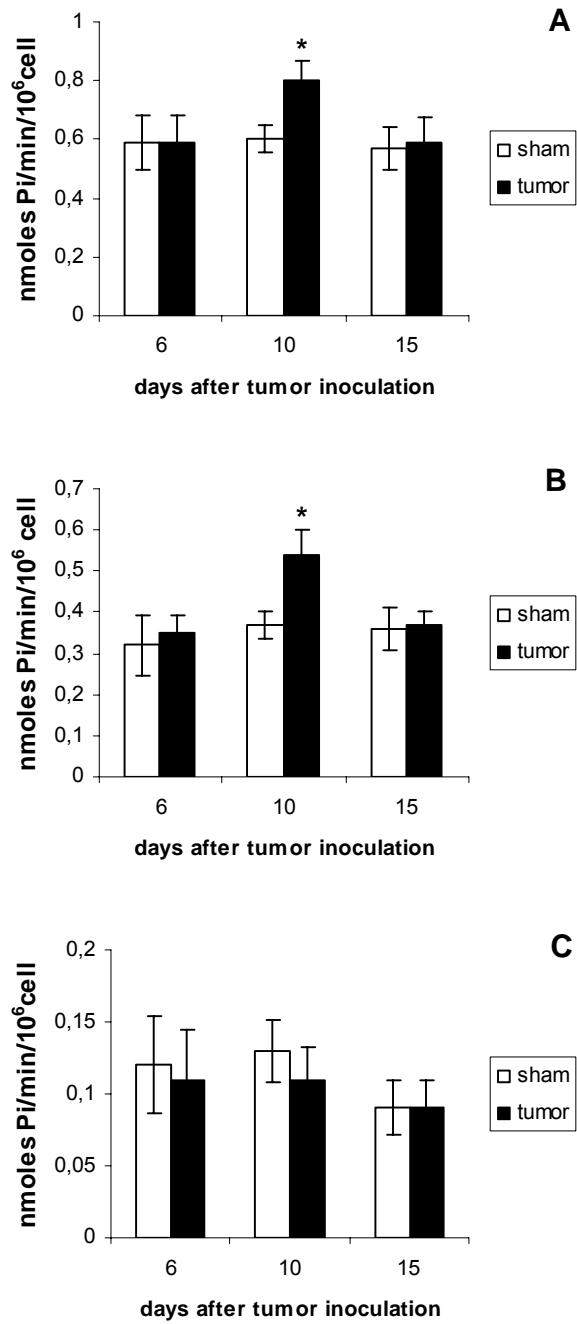 A
nmoles Pi/min/10⁶cell
1
0,8
0,6
0,4
0,2
0
*
6 10 15
days after tumor inoculation
sham
tumor
B
nmoles Pi/min/10⁶ cell
0,7
0,6
0,5
0,4
0,3
0,2
0,1
0
*
6 10 15
days after tumor inoculation
sham
tumor
C
nmoles Pi/min/10⁶cell
0,2
0,15
0,1
0,05
0
6 10 15
days after tumor inoculation
sham
tumor